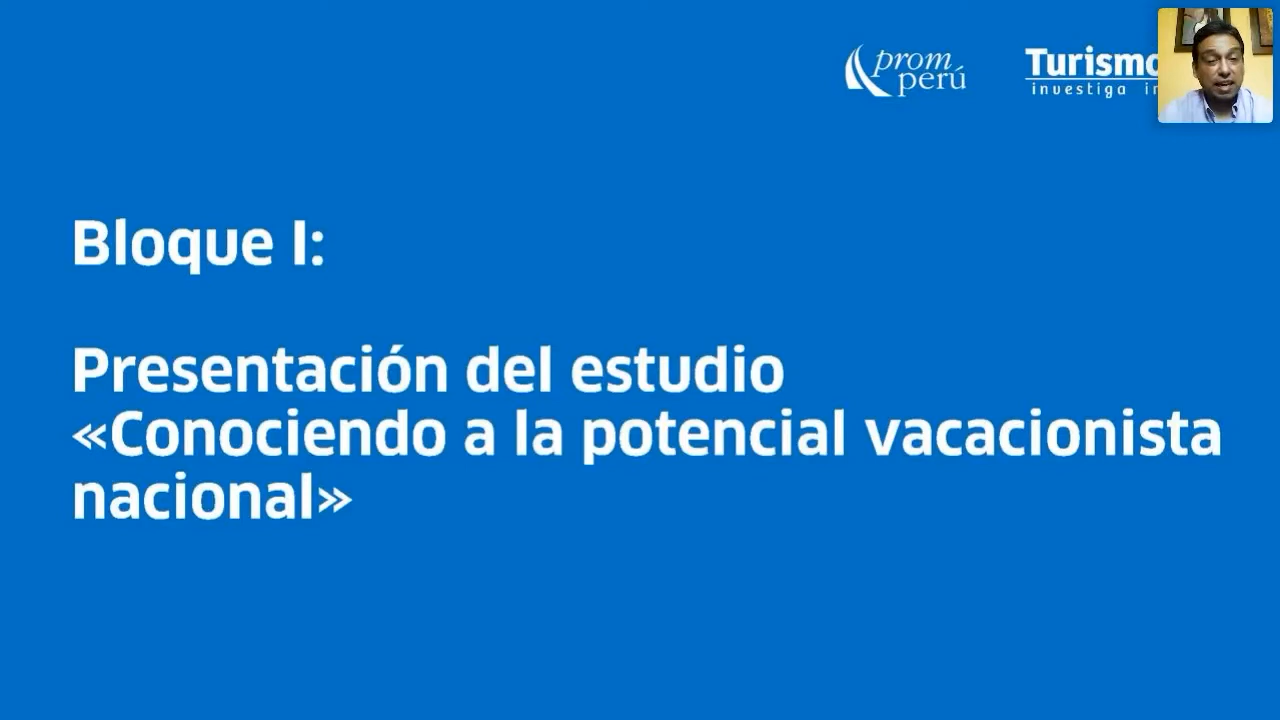 prom
perú
Turismo
investiga
Bloque I:
Presentación del estudio
«Conociendo a la potencial vacacionista
nacional»